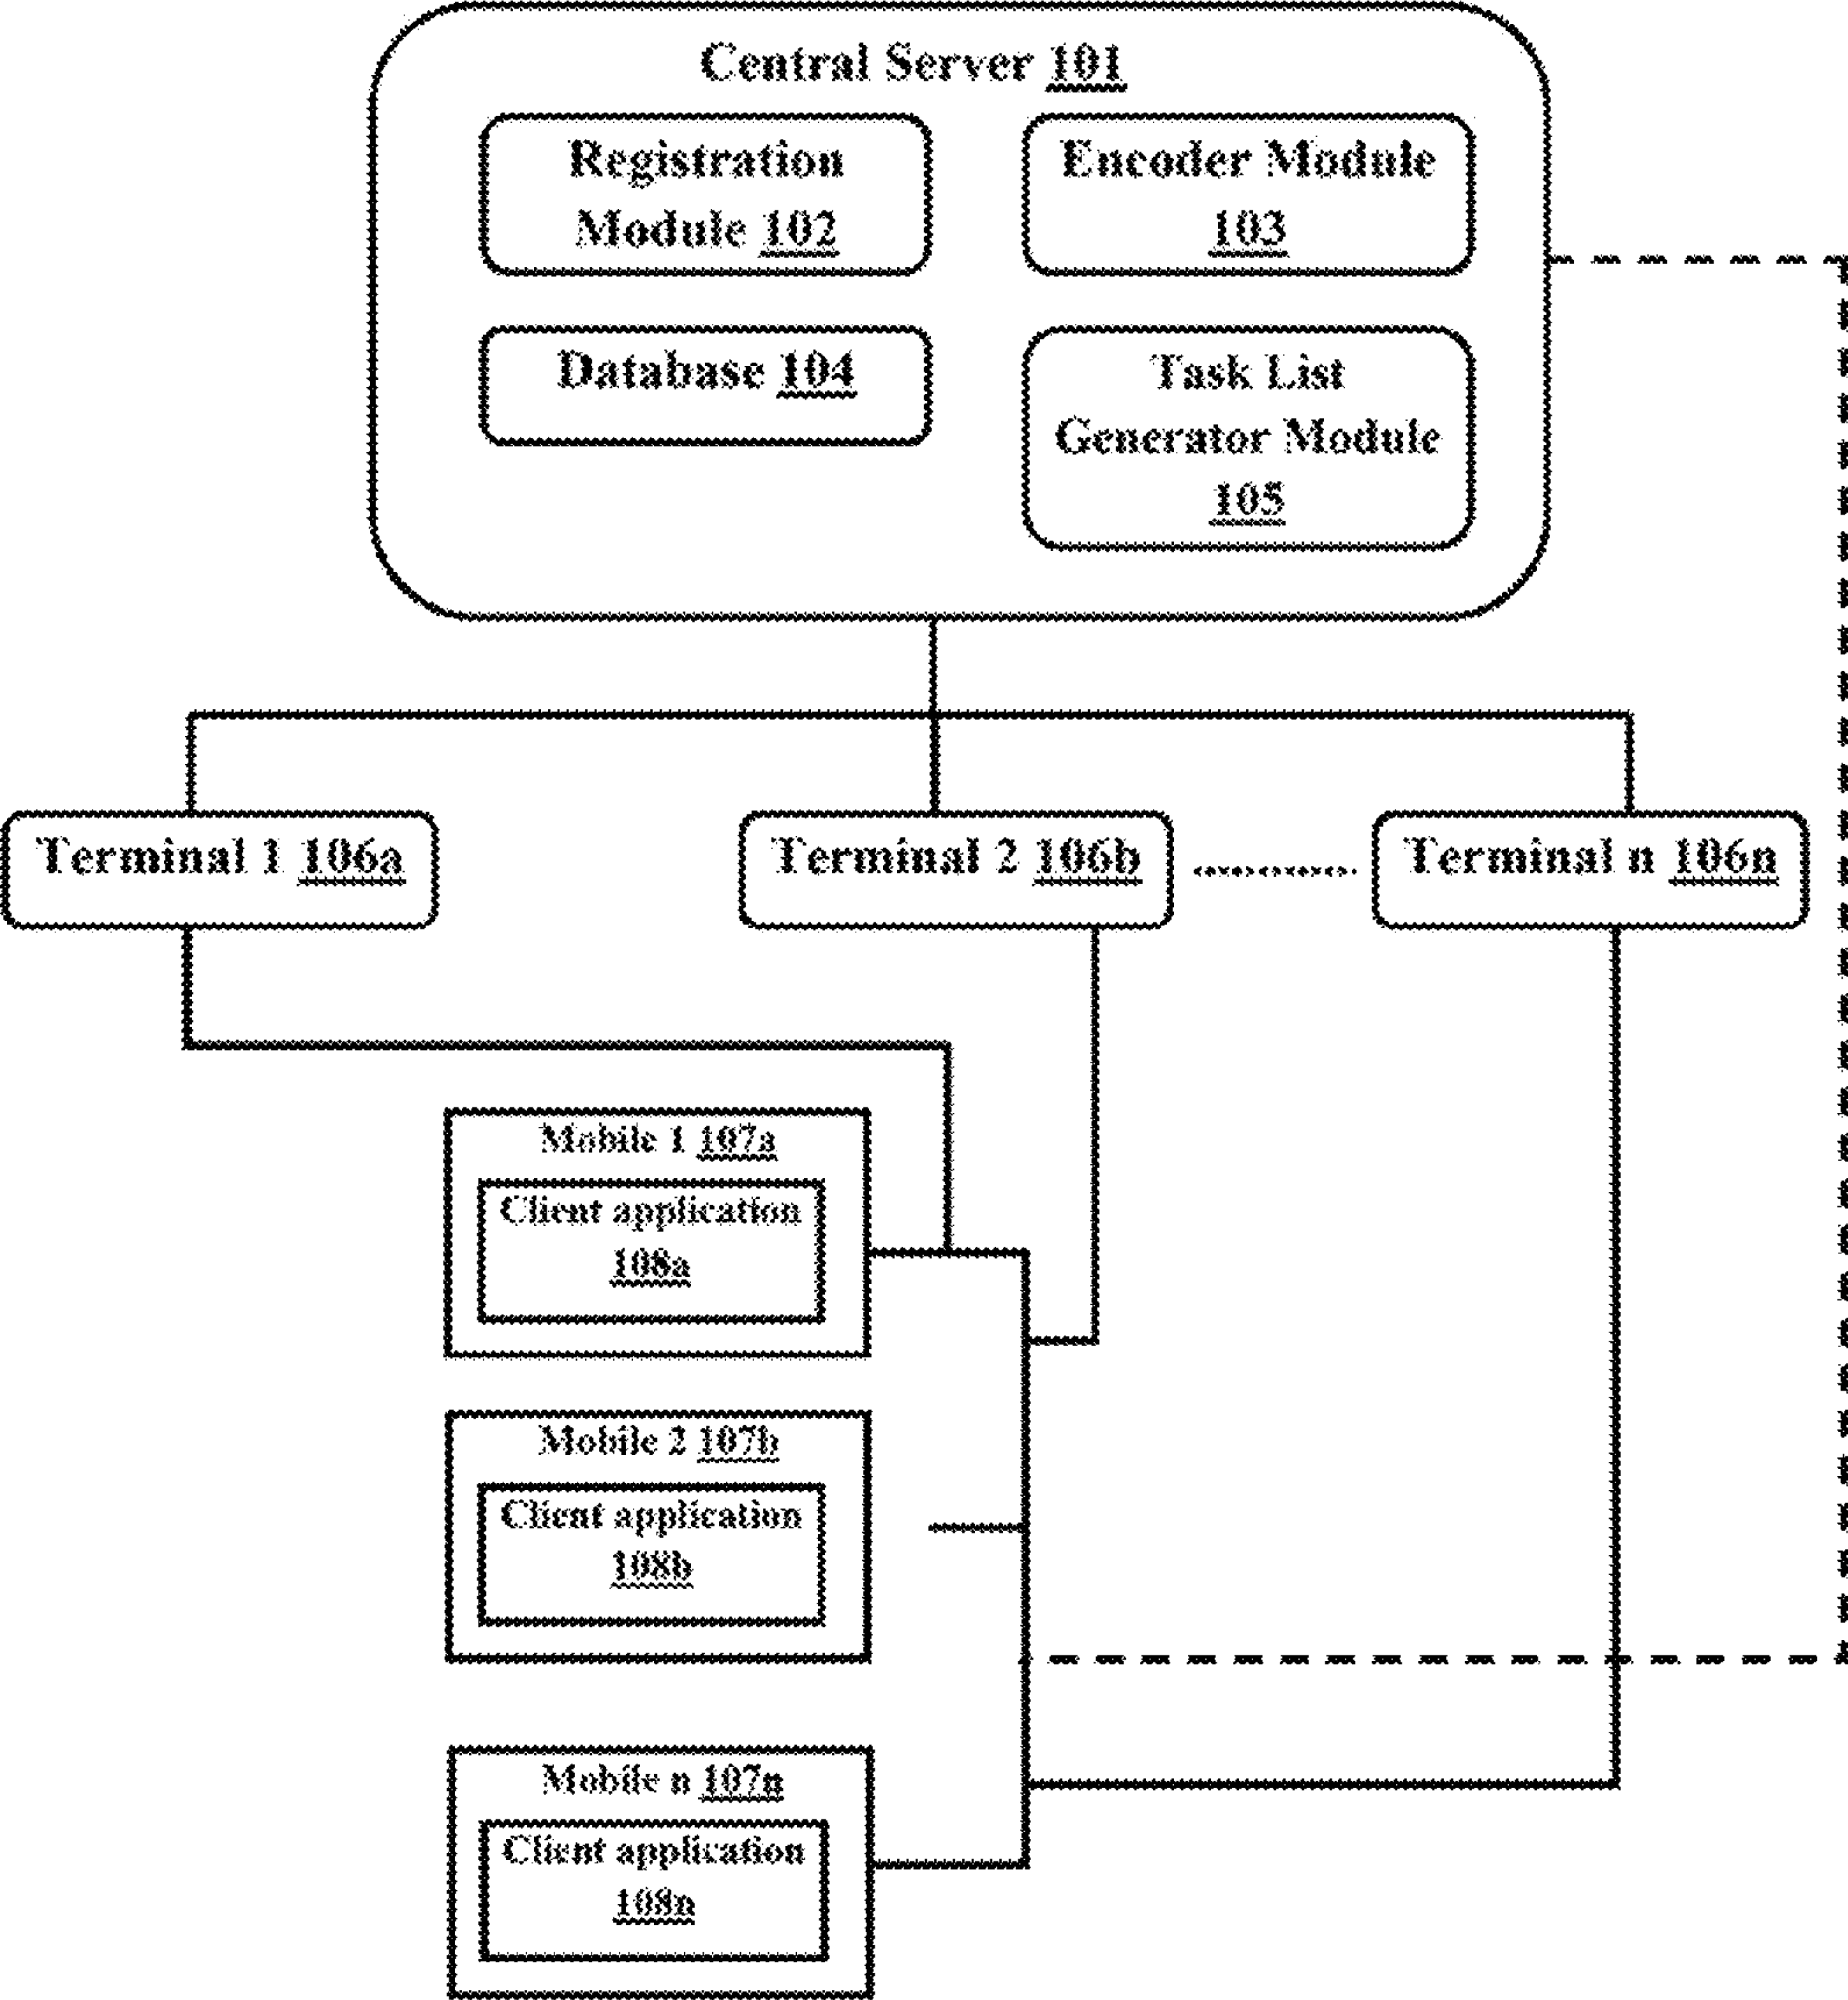 Central Server 101
Registration
Module 102
Encoder Module
103
Database 104
Task List
Generator Module
105
Terminal 1 106a
Terminal 2 106b
Terminal n 106n
Mobile 1 107a
Client application
108a
Mobile 2 107b
Client application
108b
Mobile n 107n
Client application
108n